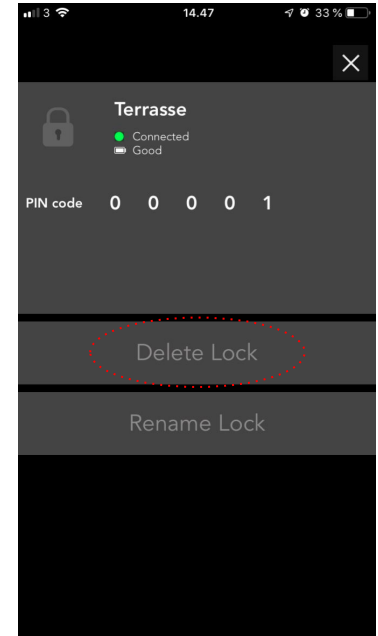 3 14.47 33 %
Terrasse
Connected
Good
PIN code 0 0 0 0 1
Delete Lock
Rename Lock